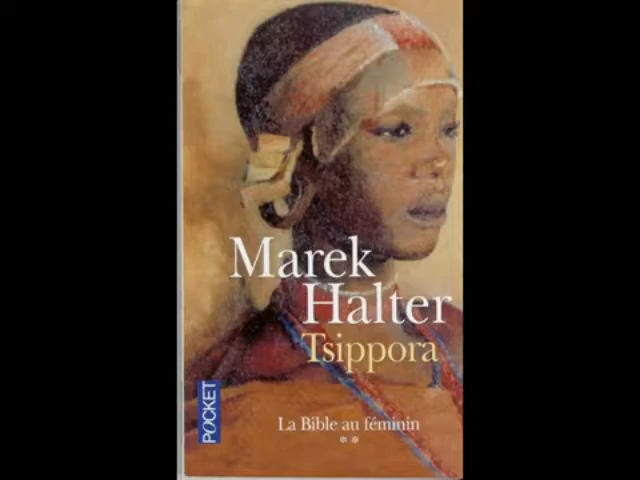 Marek
Halter
Tsippora
POCKET
La Bible au féminin
**